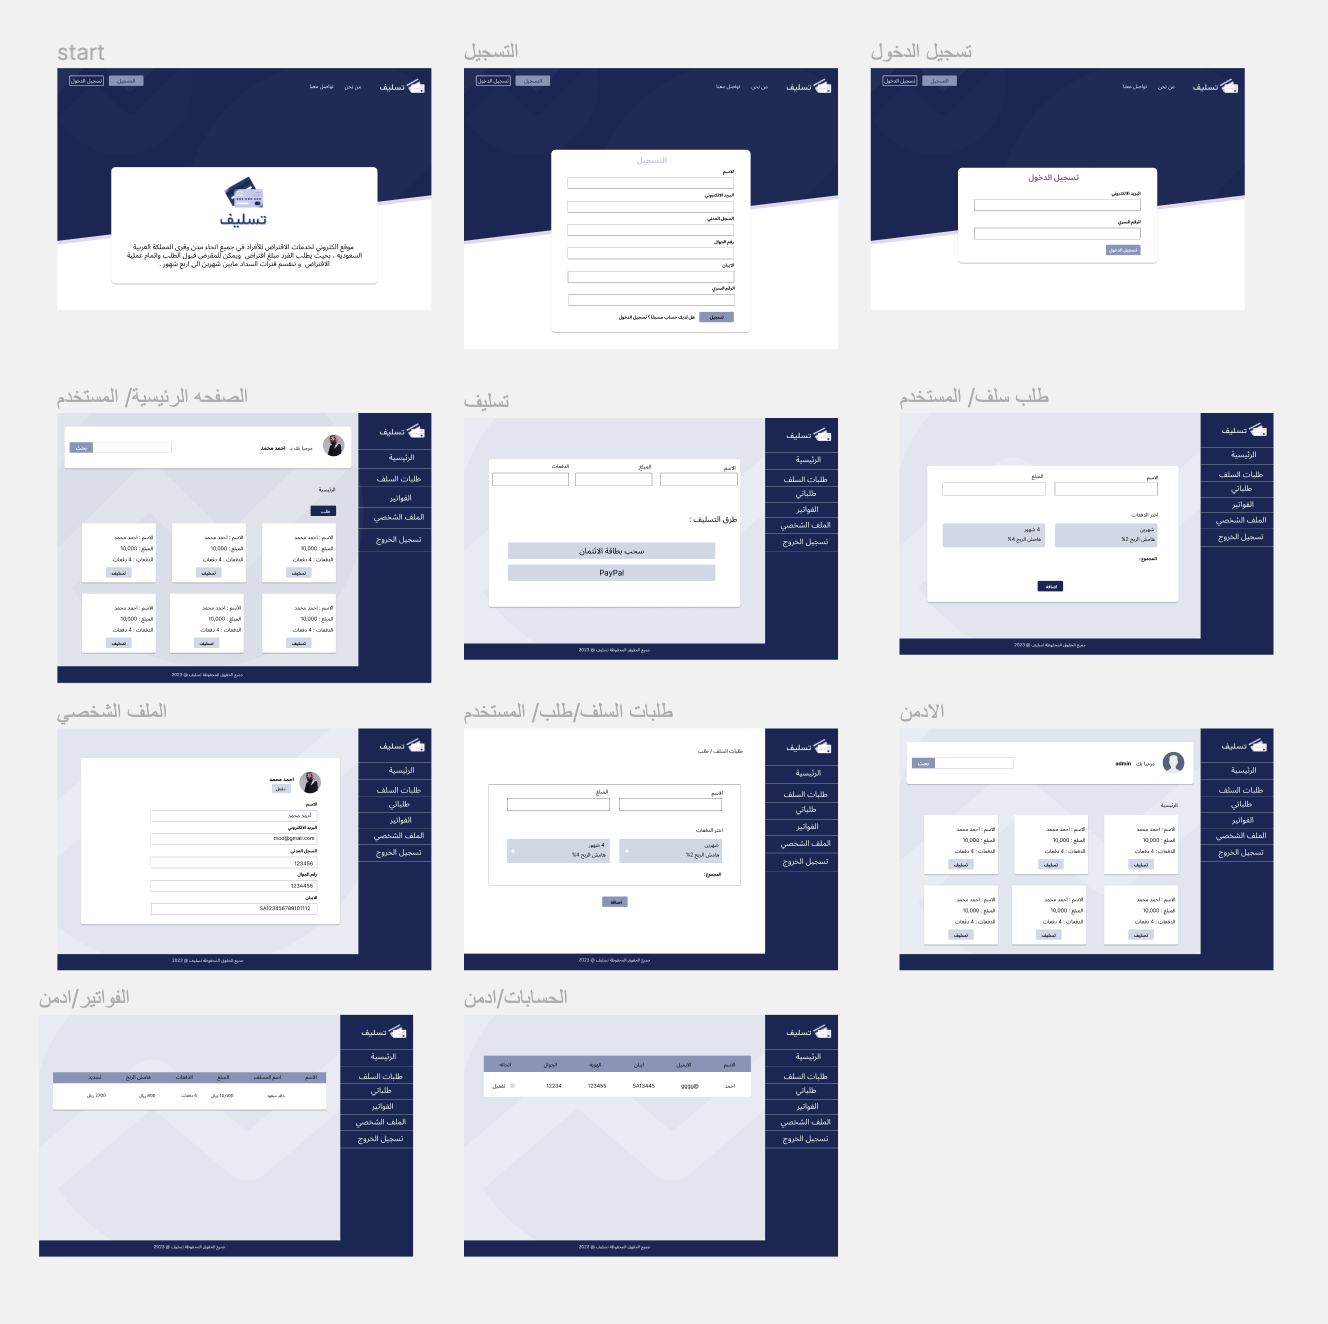 start
تسجيل الدخول
التسجيل
تسليف
من نحن
تواصل معنا
تسليف
موقع الكتروني لخدمات الاقتراض للأفراد في جميع انحاء مدن وقرى المملكة العربية
السعوديه ، بحيث يطلب الفرد مبلغ اقتراض ويمكن للمقرض قبول الطلب واتمام عملية
الاقتراض و تنقسم فترات السداد مابين شهرين الى اربع شهور .
التسجيل
تسجيل الدخول
التسجيل
تسليف
من نحن
تواصل معنا
التسجيل
الاسم
البريد الالكتروني
السجل المدني
رقم الجوال
الايبان
الرقم السري
تسجيل
هل لديك حساب مسبقا ؟ تسجيل الدخول
تسجيل الدخول
تسجيل الدخول
التسجيل
تسليف
من نحن
تواصل معنا
تسجيل الدخول
البريد الالكتروني
الرقم السري
تسجيل الدخول
الصفحه الرئيسية/ المستخدم
تسليف
الرئيسية
طلبات السلف
الفواتير
الملف الشخصي
تسجيل الخروج
مرحبا بك بـ احمد محمد
بحث
الرئيسية
طلب
الاسم : احمد محمد
المبلغ : 10,000
الدفعات : 4 دفعات
تسليف
الاسم : احمد محمد
المبلغ : 10,000
الدفعات : 4 دفعات
تسليف
الاسم : احمد محمد
المبلغ : 10,000
الدفعات : 4 دفعات
تسليف
الاسم : احمد محمد
المبلغ : 10,000
الدفعات : 4 دفعات
تسليف
الاسم : احمد محمد
المبلغ : 10,000
الدفعات : 4 دفعات
تسليف
الاسم : احمد محمد
المبلغ : 10,000
الدفعات : 4 دفعات
تسليف
جميع الحقوق المحفوظة تسليف @ 2023
تسليف
تسليف
الرئيسية
طلبات السلف
طلباتي
الفواتير
الملف الشخصي
تسجيل الخروج
الاسم
المبلغ
الدفعات
طرق التسليف :
سحب بطاقة الائتمان
PayPal
جميع الحقوق المحفوظة تسليف @ 2023
طلب سلف/ المستخدم
تسليف
الرئيسية
طلبات السلف
طلباتي
الفواتير
الملف الشخصي
تسجيل الخروج
الاسم
المبلغ
اختر الدفعات
شهرين
هامش الربح 2%
4 شهور
هامش الربح 4%
المجموع :
اضافة
جميع الحقوق المحفوظة تسليف @ 2023
الملف الشخصي
تسليف
الرئيسية
طلبات السلف
طلباتي
الفواتير
الملف الشخصي
تسجيل الخروج
احمد محمد
الاسم
أحمد محمد
البريد الالكتروني
mod@gmail.com
السجل المدني
123456
رقم الجوال
1234456
الايبان
SA123456789101112
جميع الحقوق المحفوظة تسليف @ 2023
طلبات السلف/طلب/ المستخدم
تسليف
الرئيسية
طلبات السلف
طلباتي
الفواتير
الملف الشخصي
تسجيل الخروج
طلبات السلف / طلب
الاسم
المبلغ
اختر الدفعات
شهرين
هامش الربح 2%
4 شهور
هامش الربح 4%
المجموع :
اضافة
جميع الحقوق المحفوظة تسليف @ 2023
الادمن
تسليف
الرئيسية
طلبات السلف
طلباتي
الفواتير
الملف الشخصي
تسجيل الخروج
مرحبا بك admin
بحث
الرئيسية
الاسم : احمد محمد
المبلغ : 10,000
الدفعات : 4 دفعات
تسليف
الاسم : احمد محمد
المبلغ : 10,000
الدفعات : 4 دفعات
تسليف
الاسم : احمد محمد
المبلغ : 10,000
الدفعات : 4 دفعات
تسليف
الاسم : احمد محمد
المبلغ : 10,000
الدفعات : 4 دفعات
تسليف
الاسم : احمد محمد
المبلغ : 10,000
الدفعات : 4 دفعات
تسليف
الاسم : احمد محمد
المبلغ : 10,000
الدفعات : 4 دفعات
تسليف
الفواتير/ادمن
تسليف
الرئيسية
طلبات السلف
طلباتي
الفواتير
الملف الشخصي
تسجيل الخروج
الاسم اسم المسلف المبلغ الدفعات هامش الربح تسديد
خالد سعود 10,000 ريال 4 دفعات 800 ريال 2700 ريال
جميع الحقوق المحفوظة تسليف @ 2023
الحسابات/ادمن
تسليف
الرئيسية
طلبات السلف
طلباتي
الفواتير
الملف الشخصي
تسجيل الخروج
الاسم الايميل ايبان الهوية الجوال الحالة
احمد gggg@ SA13445 123455 12234 تفعيل
جميع الحقوق المحفوظة تسليف @ 2023